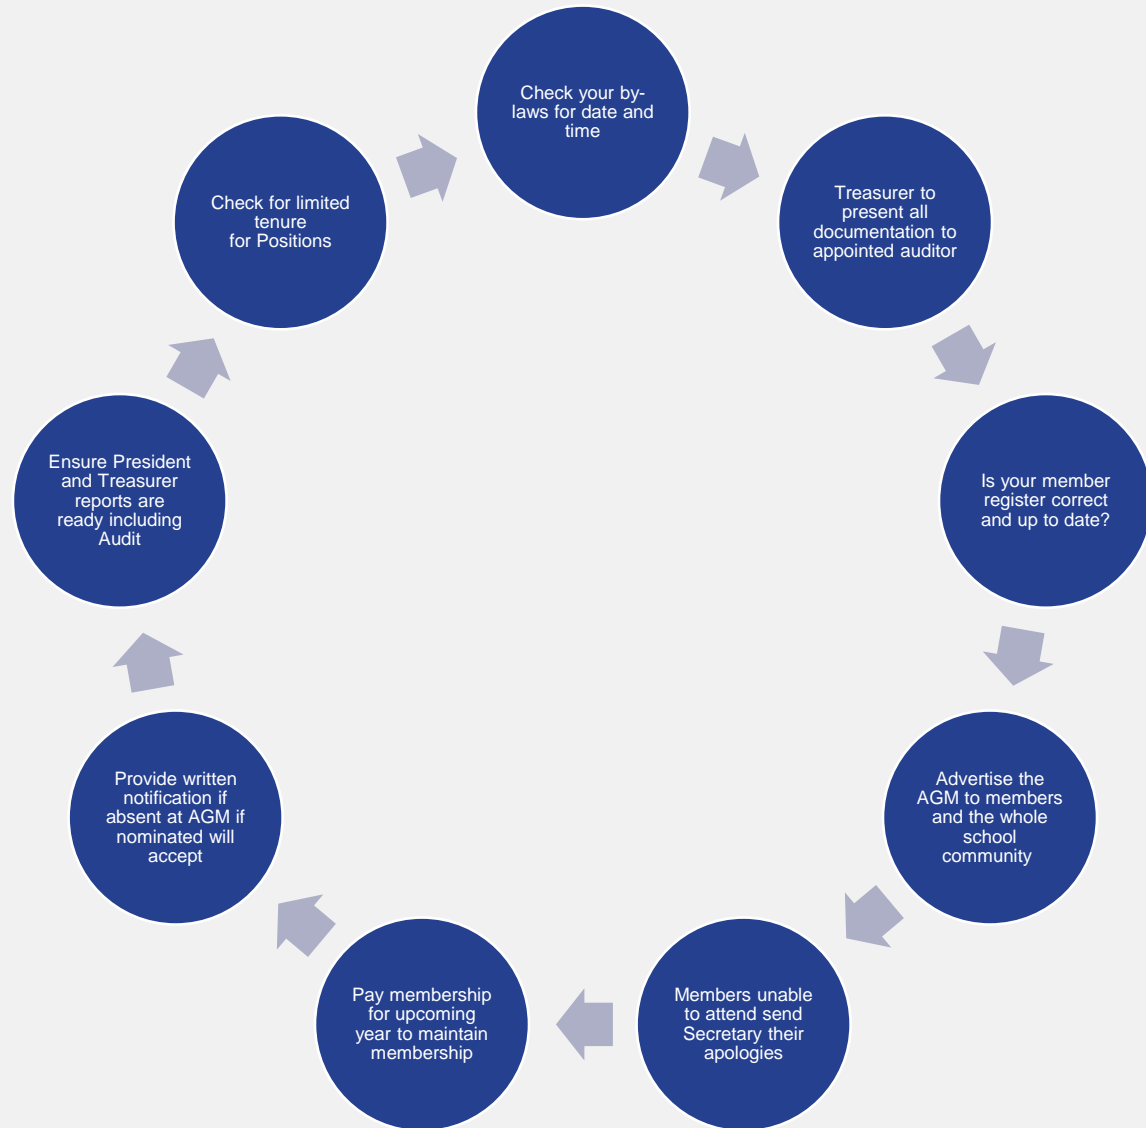 Check your by-
laws for date and
time
Treasurer to
present all
documentation to
appointed auditor
Is your member
register correct
and up to date?
Advertise the
AGM to members
and the whole
school
community
Members unable
to attend send
Secretary their
apologies
Pay membership
for upcoming
year to maintain
membership
Provide written
notification if
absent at AGM if
nominated will
accept
Ensure President
and Treasurer
reports are
ready including
Audit
Check for limited
tenure
for Positions